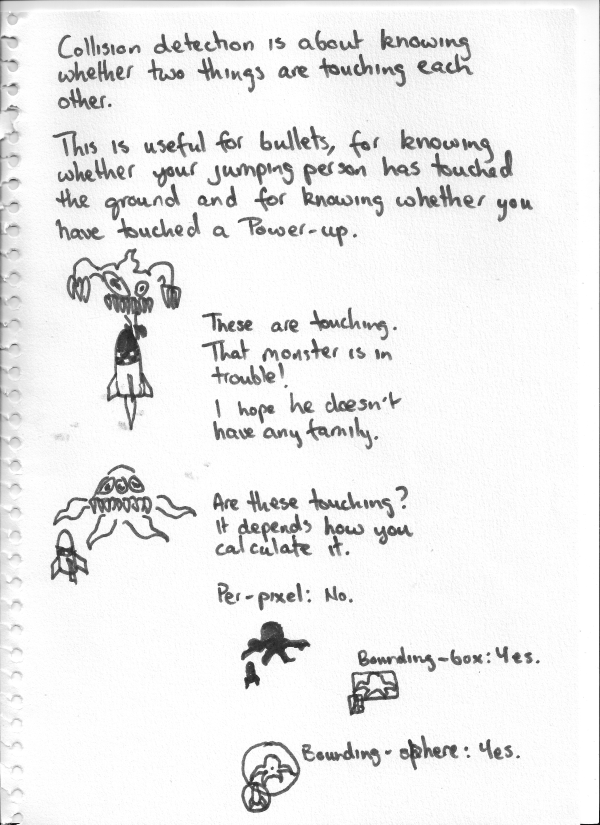 Collision detection is about knowing
whether two things are touching each
other.
This is useful for bullets, for knowing
whether your jumping person has touched
the ground and for knowing whether you
have touched a Power-up.
These are touching.
That monster is in
trouble!
I hope he doesn't
have any family.
Are these touching?
It depends how you
calculate it.
Per-pixel: No.
Bounding-box: Yes.
Bounding-sphere: Yes.